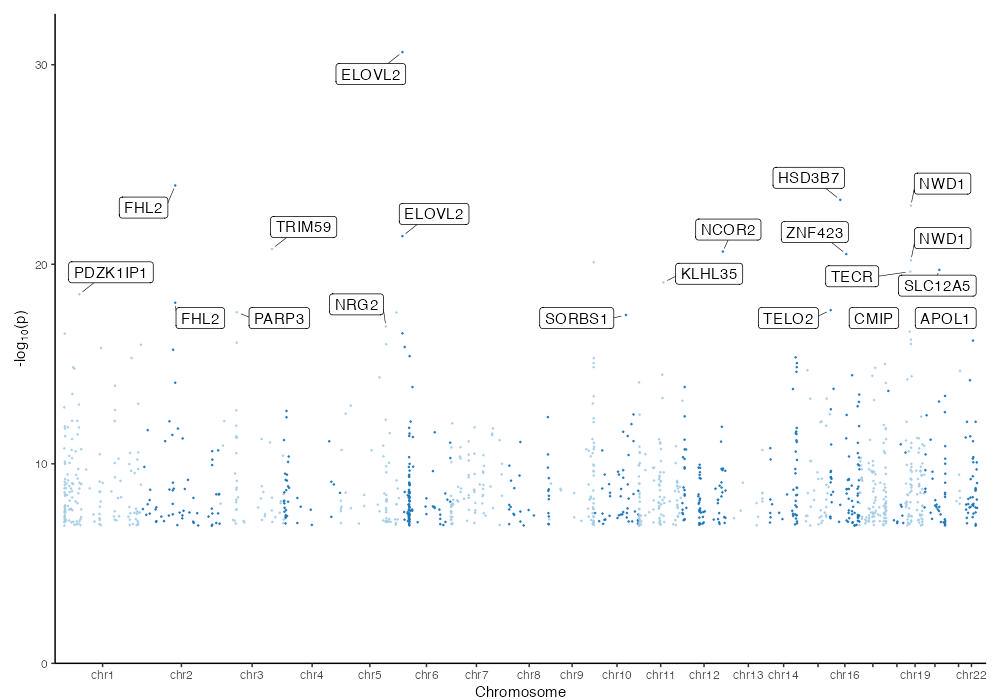 30
ELOVL2
HSD3B7
NWD1
FHL2
ELOVL2
TRIM59
NCOR2
ZNF423
NWD1
20
PDZK1IP1
KLHL35
TECR
SLC12A5
NRG2
FHL2
PARP3
SORBS1
TELO2
CMIP
APOL1
-log10(p)
10
0
chr1 chr2 chr3 chr4 chr5 chr6 chr7 chr8 chr9 chr10 chr11 chr12 chr13 chr14 chr16 chr19 chr22
Chromosome